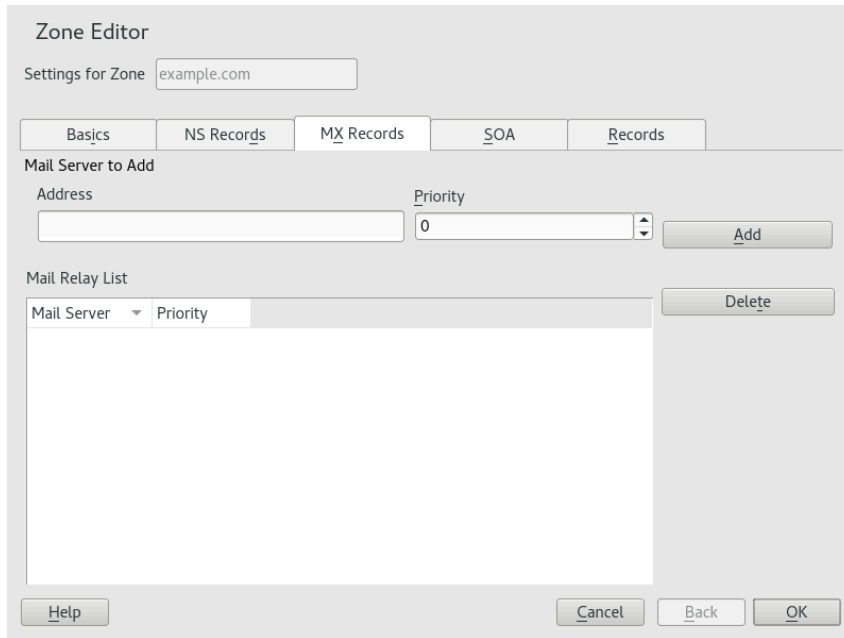 Zone Editor
Settings for Zone example.com
Basics NS Records MX Records SOA Records
Mail Server to Add
Address Priority
0 Add
Mail Relay List
Delete
Mail Server Priority
Help Cancel Back OK